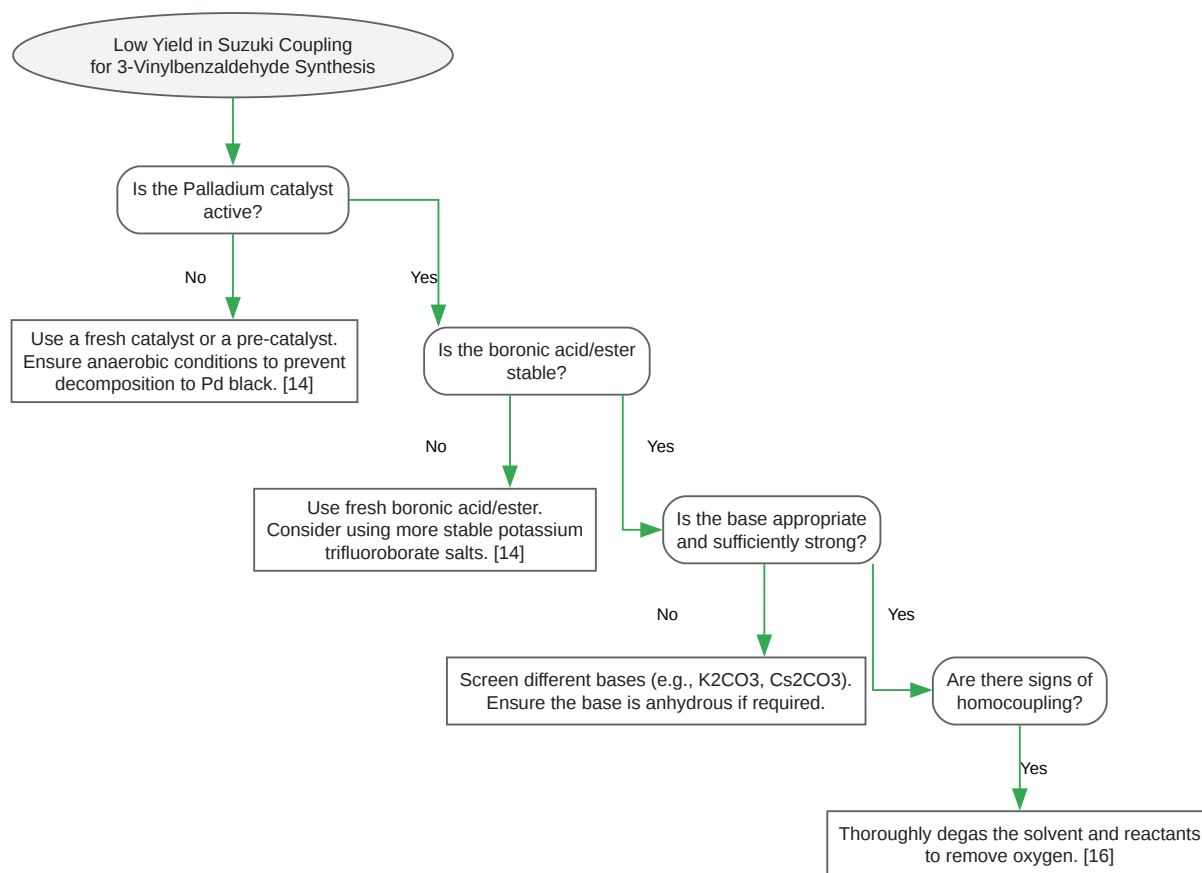 Low Yield in Suzuki Coupling
for 3-Vinylbenzaldehyde Synthesis
Is the Palladium catalyst
active?
No
Yes
Use a fresh catalyst or a pre-catalyst.
Ensure anaerobic conditions to prevent
decomposition to Pd black. [14]
Is the boronic acid/ester
stable?
No
Yes
Use fresh boronic acid/ester.
Consider using more stable potassium
trifluoroborate salts. [14]
Is the base appropriate
and sufficiently strong?
No
Yes
Screen different bases (e.g., K2CO3, Cs2CO3).
Ensure the base is anhydrous if required.
Are there signs of
homocoupling?
Yes
Thoroughly degas the solvent and reactants
to remove oxygen. [16]